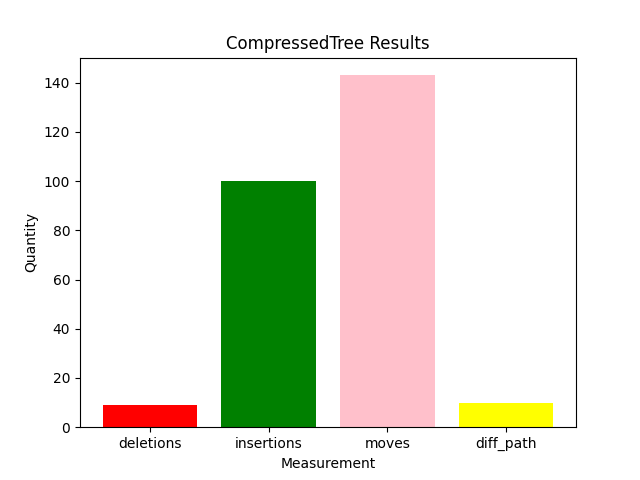 CompressedTree Results
Quantity
140
120
100
80
60
40
20
0
deletions insertions moves diff_path
Measurement